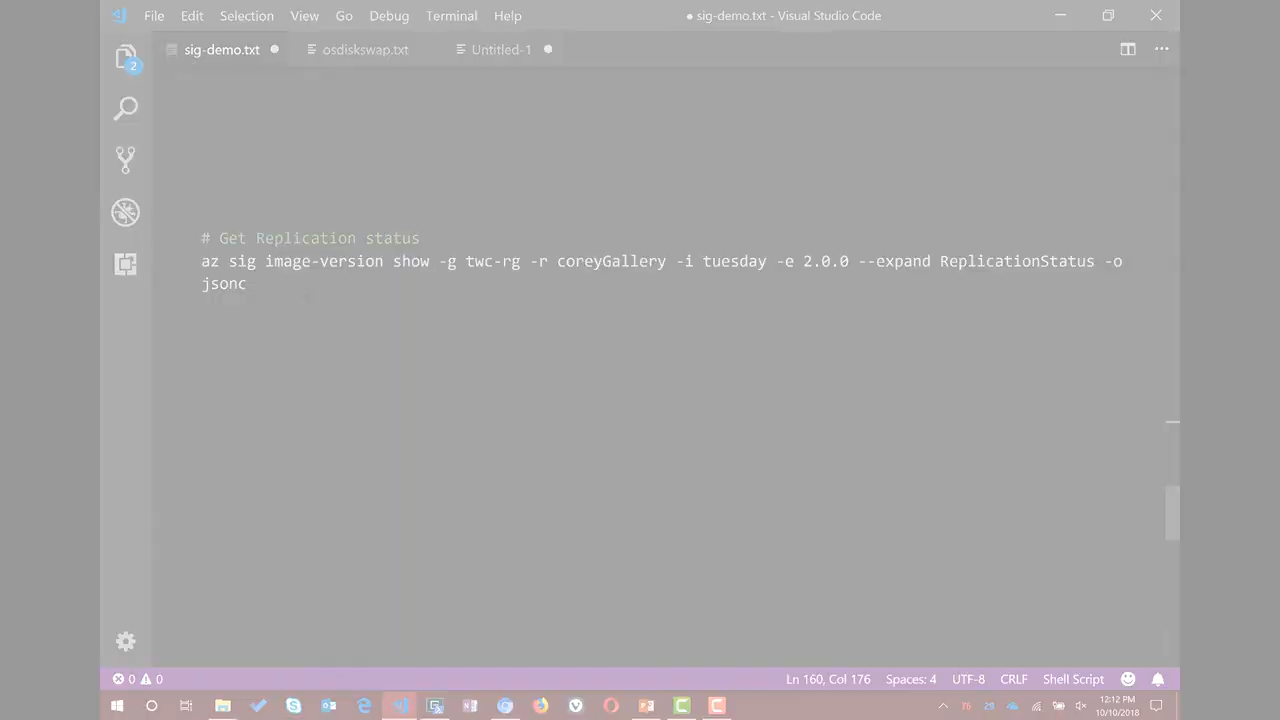 File Edit Selection View Go Debug Terminal Help
● sig-demo.txt - Visual Studio Code
sig-demo.txt
osdiskswap.txt
Untitled-1
2
# Get Replication status
az sig image-version show -g twc-rg -r coreyGallery -i tuesday -e 2.0.0 --expand ReplicationStatus -o
jsonc
0 0
Ln 160, Col 176
Spaces: 4
UTF-8
CRLF
Shell Script
12:12 PM
10/10/2018